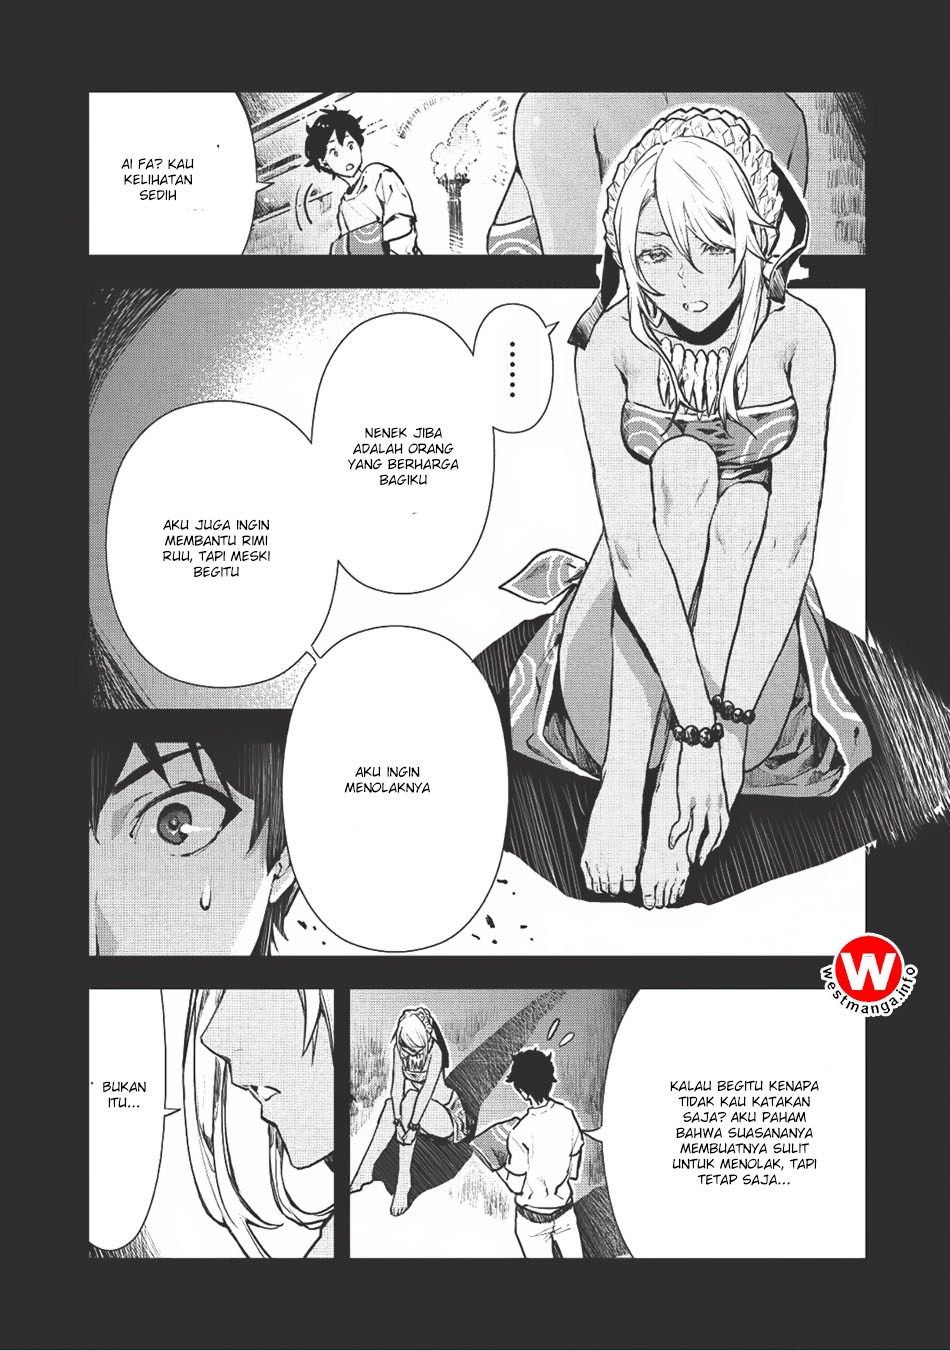 AI FA? KAU
KELIHATAN
SEDIH
......
NENEK JIBA
ADALAH ORANG
YANG BERHARGA
BAGIKU
AKU JUGA INGIN
MEMBANTU RIMI
RUU, TAPI MESKI
BEGITU
AKU INGIN
MENOLAKNYA
W
westmanga.info
KALAU BEGITU KENAPA
TIDAK KAU KATAKAN
SAJA? AKU PAHAM
BAHWA SUASANANYA
MEMBUATNYA SULIT
UNTUK MENOLAK, TAPI
TETAP SAJA...
BUKAN
ITU...